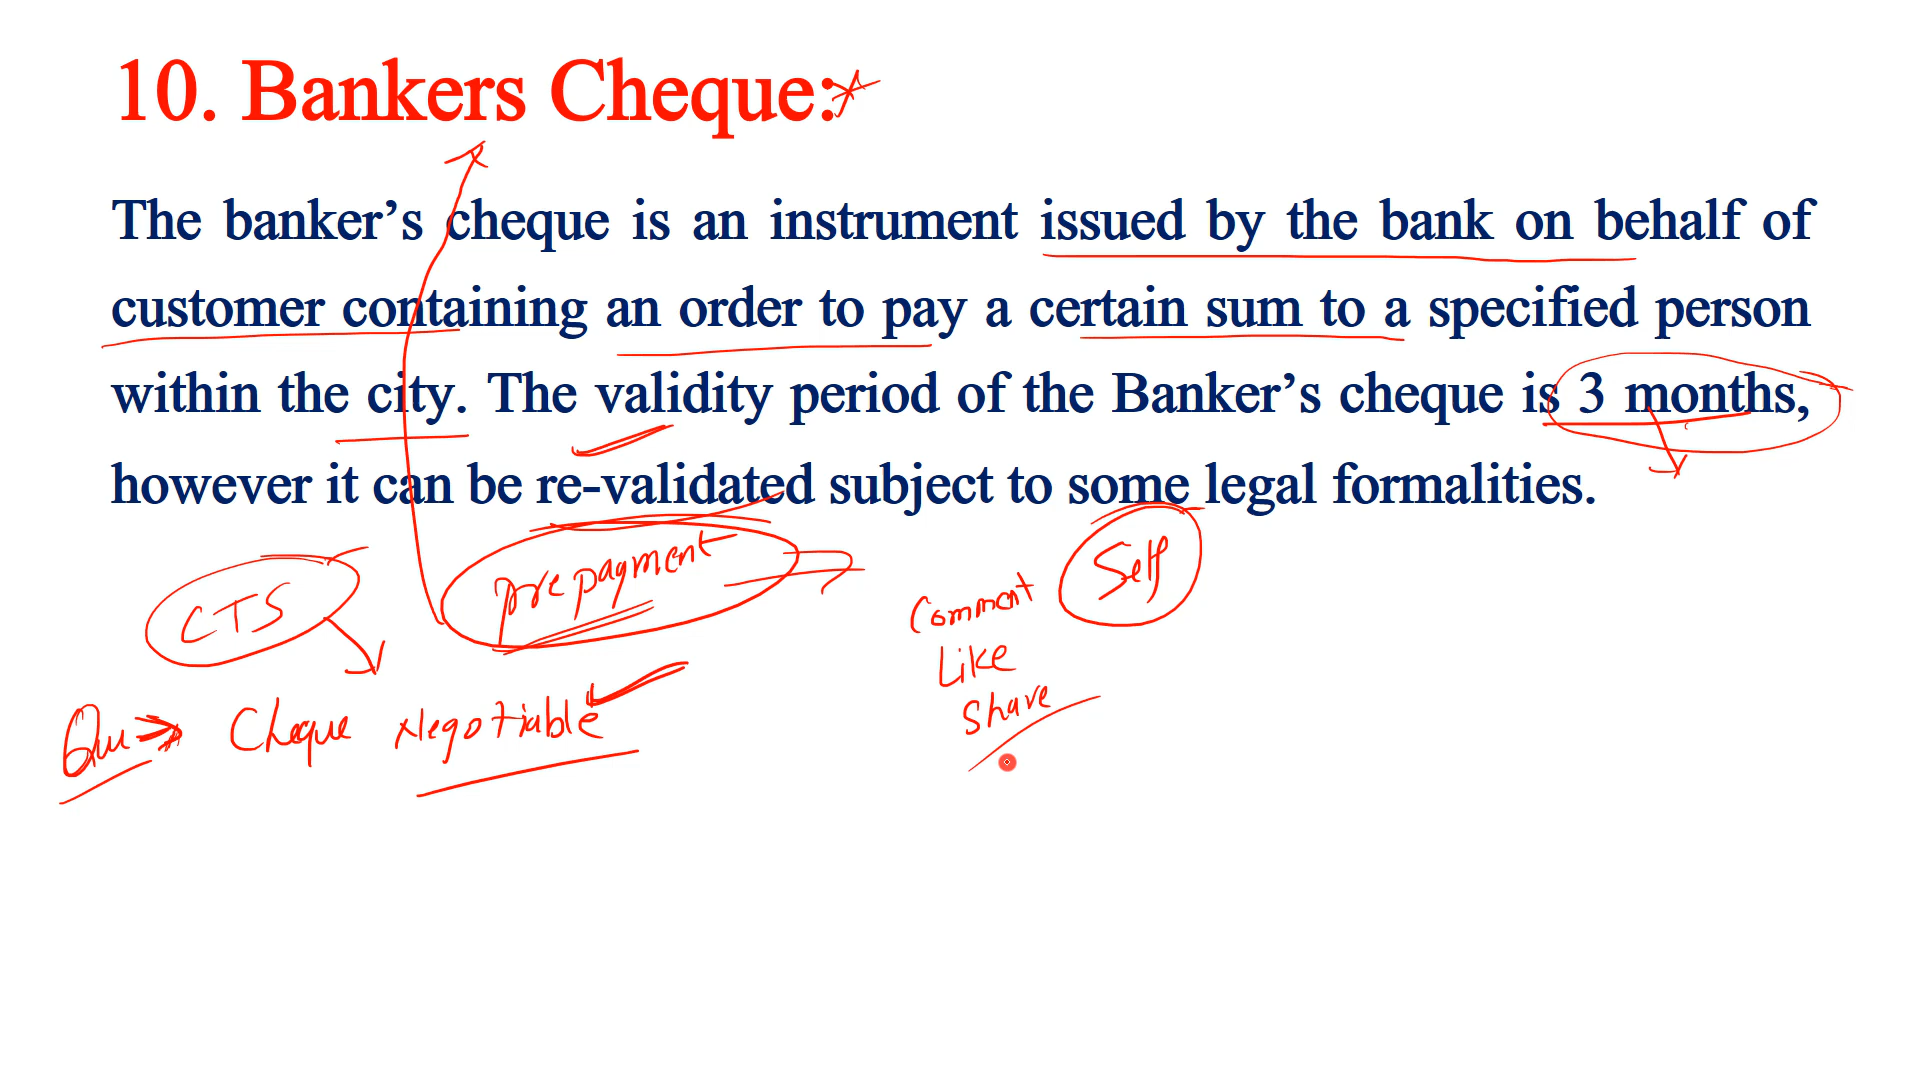 10. Bankers Cheque:
The banker’s cheque is an instrument issued by the bank on behalf of
customer containing an order to pay a certain sum to a specified person
within the city. The validity period of the Banker’s cheque is 3 months,
however it can be re-validated subject to some legal formalities.
prepayment
Self
CTS
Comment
Like
Share
Cheque Negotiable